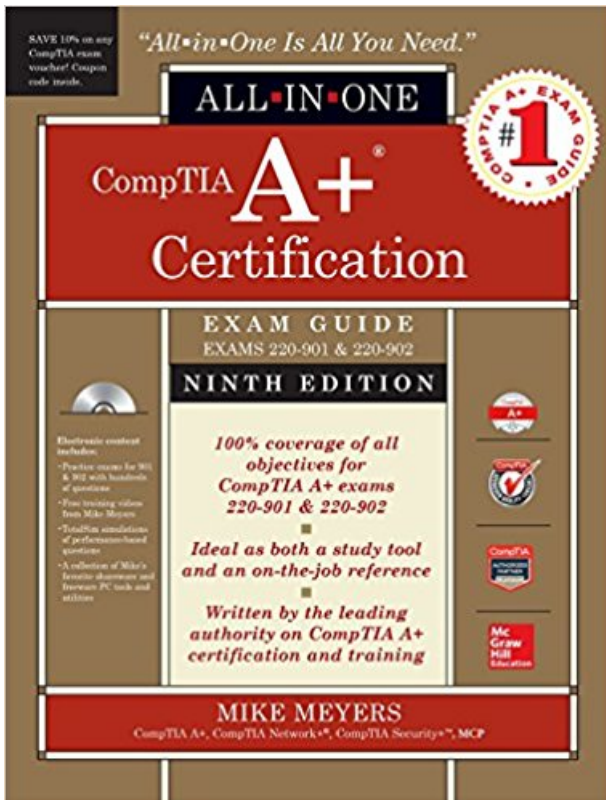 SAVE 10% on any
CompTIA exam
voucher! Coupon
code inside.
“All▪in▪One Is All You Need.”
ALL▪IN▪ONE
COMPTIA A+ EXAM GUIDE
#1
CompTIA A+®
Certification
EXAM GUIDE
EXAMS 220-901 & 220-902
NINTH EDITION
Electronic content
includes:
•Practice exams for 901
& 902 with hundreds
of questions
•Free training videos
from Mike Meyers
•TotalSim simulations
of performance-based
questions
•A collection of Mike's
favorite shareware and
freeware PC tools and
utilities
100% coverage of all
objectives for
CompTIA A+ exams
220-901 & 220-902
Ideal as both a study tool
and an on-the-job reference
Written by the leading
authority on CompTIA A+
certification and training
CompTIA
A+
CompTIA
CompTIA
AUTHORIZED
PARTNER
Mc
Graw
Hill
Education
MIKE MEYERS
CompTIA A+, CompTIA Network+®, CompTIA Security+™, MCP